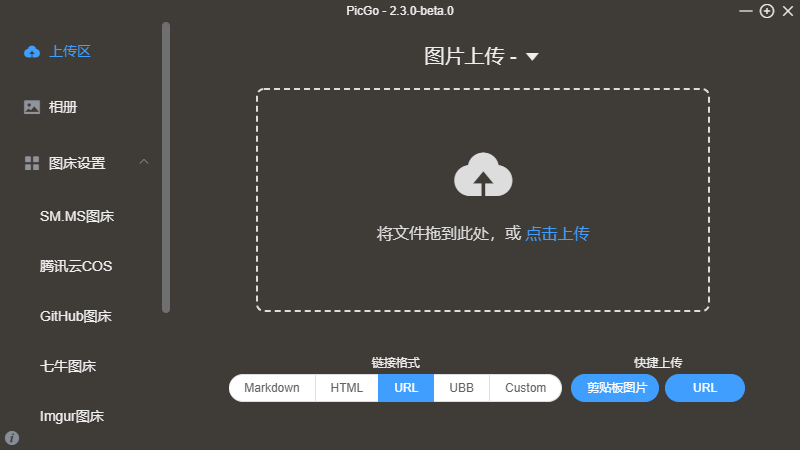 PicGo - 2.3.0-beta.0
上传区
相册
图床设置
SM.MS图床
腾讯云COS
GitHub图床
七牛图床
Imgur图床
图片上传 -
将文件拖到此处，或 点击上传
链接格式
Markdown HTML URL UBB Custom
快捷上传
剪贴板图片 URL